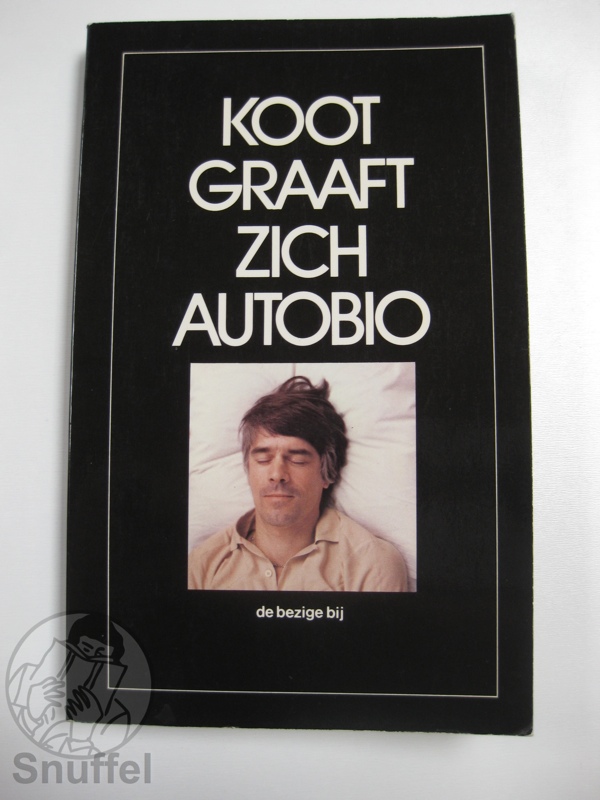 KOOT
GRAAFT
ZICH
AUTOBIO
de bezige bij
Snuffel